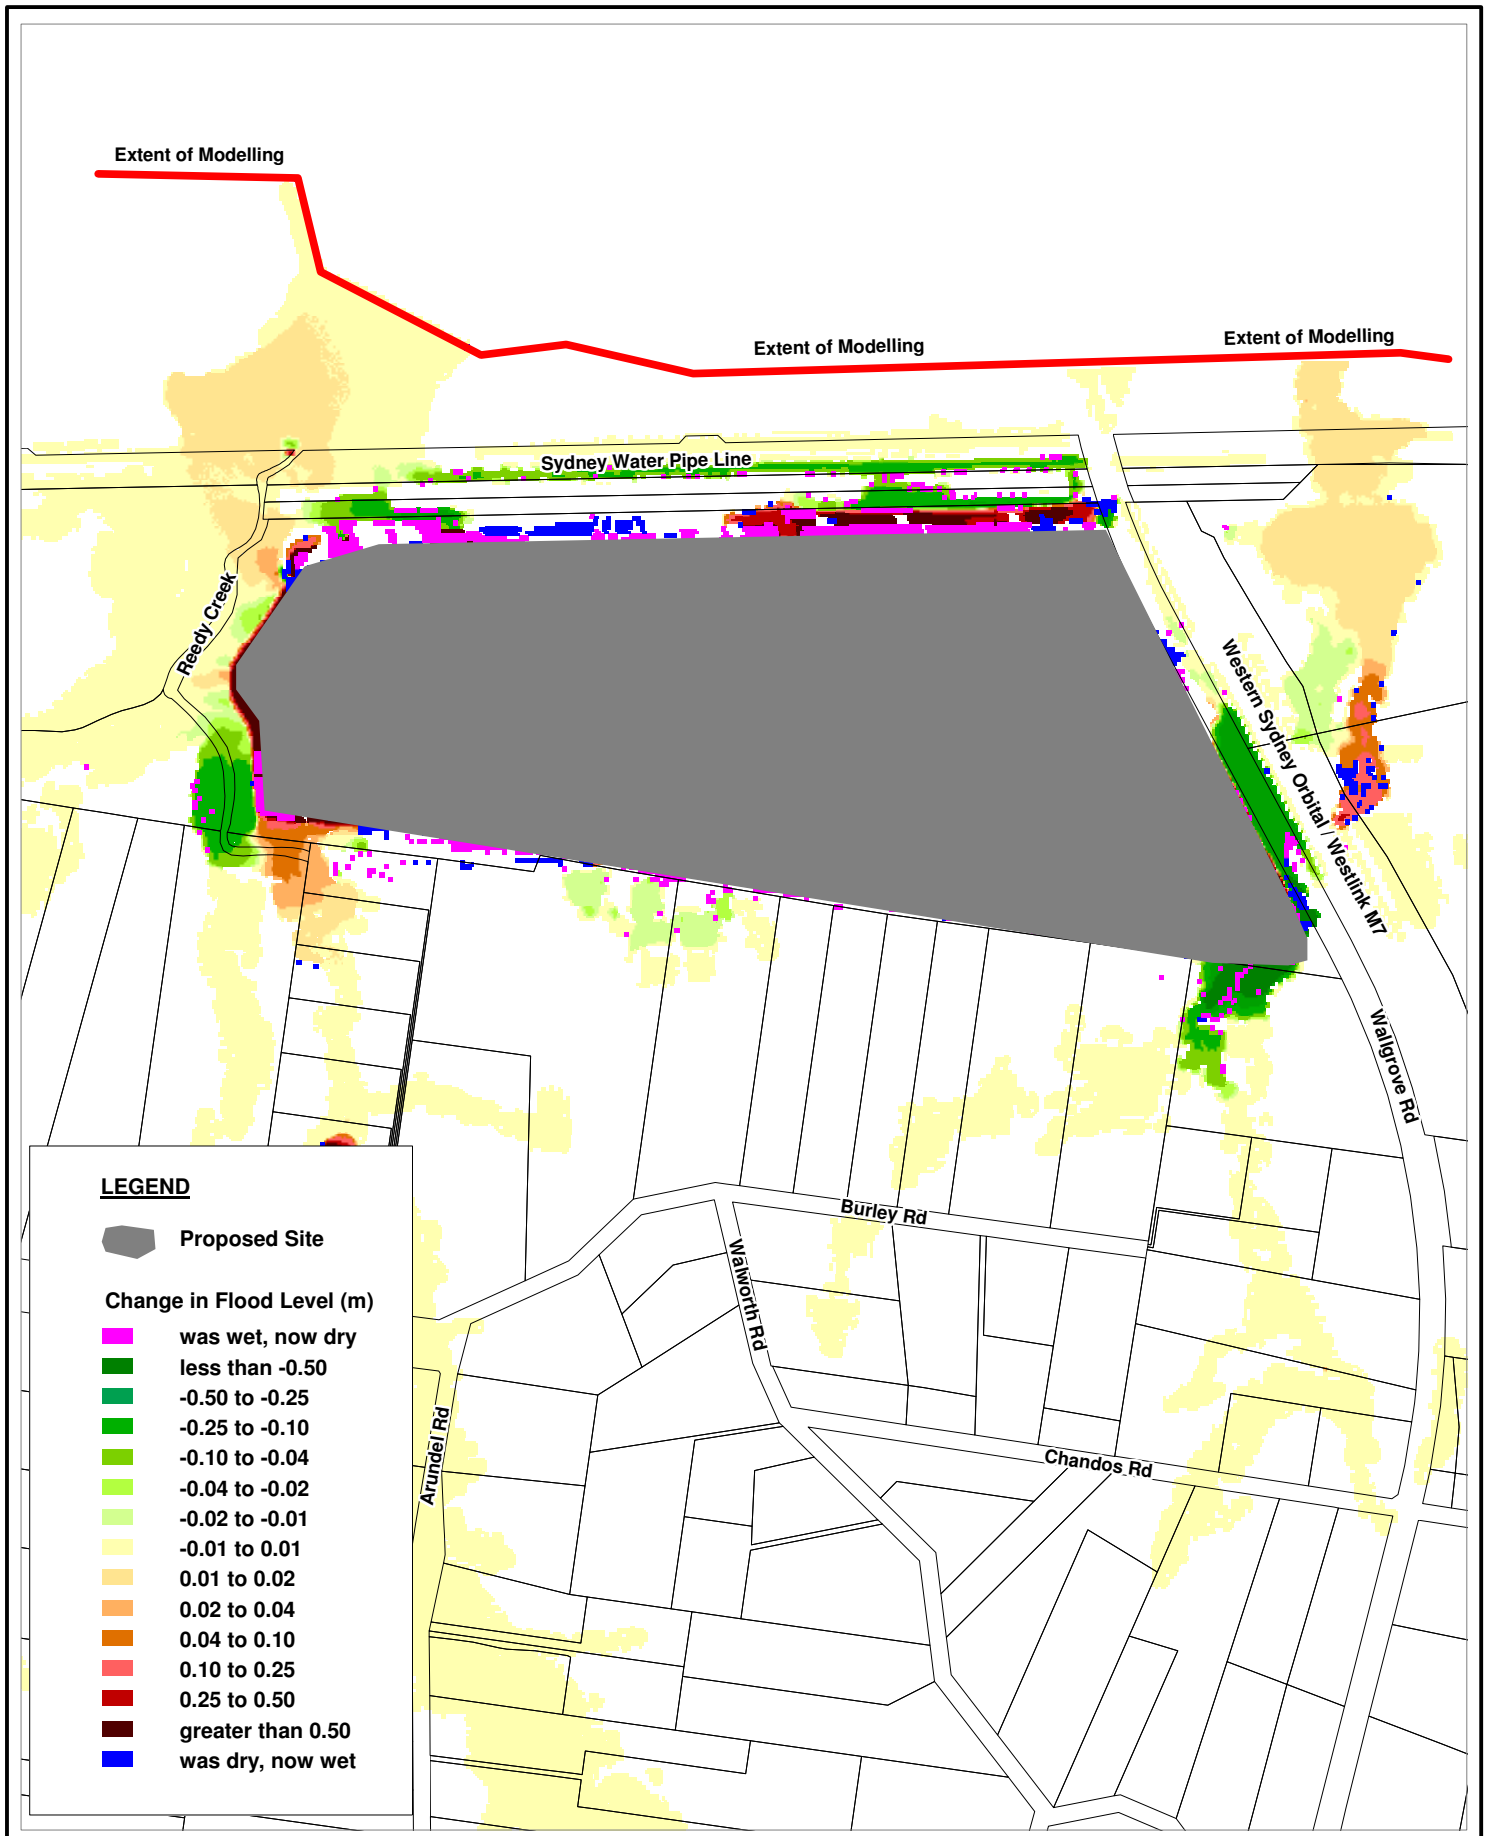 Extent of Modelling
Extent of Modelling
Extent of Modelling
Sydney Water Pipe Line
Reedy Creek
Western Sydney Orbital / Westlink M7
Wallgrove Rd
Burley Rd
Walworth Rd
Chandos Rd
Arundel Rd
LEGEND
Proposed Site
Change in Flood Level (m)
was wet, now dry
less than -0.50
-0.50 to -0.25
-0.25 to -0.10
-0.10 to -0.04
-0.04 to -0.02
-0.02 to -0.01
-0.01 to 0.01
0.01 to 0.02
0.02 to 0.04
0.04 to 0.10
0.10 to 0.25
0.25 to 0.50
greater than 0.50
was dry, now wet